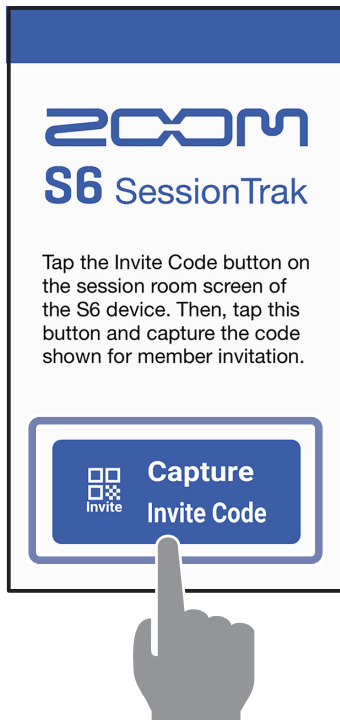 ZOOM
S6 SessionTrak
Tap the Invite Code button on
the session room screen of
the S6 device. Then, tap this
button and capture the code
shown for member invitation.
Capture
Invite Code
Invite